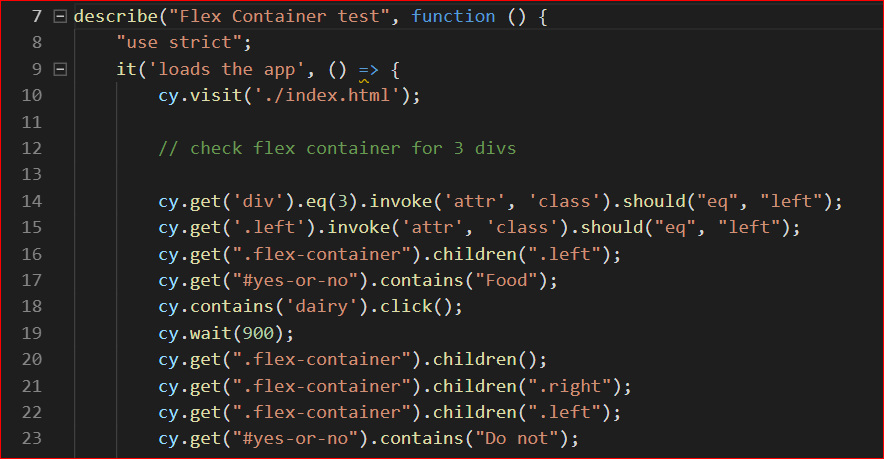 7 describe("Flex Container test", function () {
8 "use strict";
9 it('loads the app', () => {
10 cy.visit('./index.html');
11
12 // check flex container for 3 divs
13
14 cy.get('div').eq(3).invoke('attr', 'class').should("eq", "left");
15 cy.get('.left').invoke('attr', 'class').should("eq", "left");
16 cy.get(".flex-container").children(".left");
17 cy.get("#yes-or-no").contains("Food");
18 cy.contains('dairy').click();
19 cy.wait(900);
20 cy.get(".flex-container").children();
21 cy.get(".flex-container").children(".right");
22 cy.get(".flex-container").children(".left");
23 cy.get("#yes-or-no").contains("Do not");